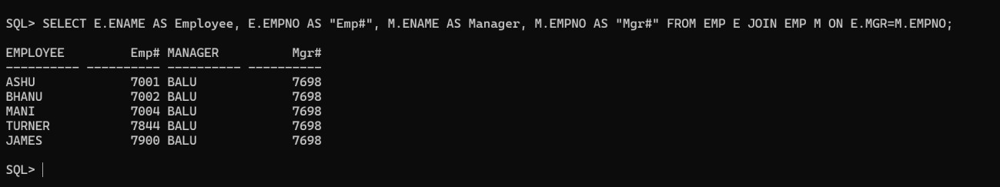 SQL> SELECT E.ENAME AS Employee, E.EMPNO AS "Emp#", M.ENAME AS Manager, M.EMPNO AS "Mgr#" FROM EMP E JOIN EMP M ON E.MGR=M.EMPNO;
EMPLOYEE         Emp# MANAGER          Mgr#
---------- ---------- ---------- ----------
ASHU             7001 BALU             7698
BHANU            7002 BALU             7698
MANI             7004 BALU             7698
TURNER           7844 BALU             7698
JAMES            7900 BALU             7698
SQL>